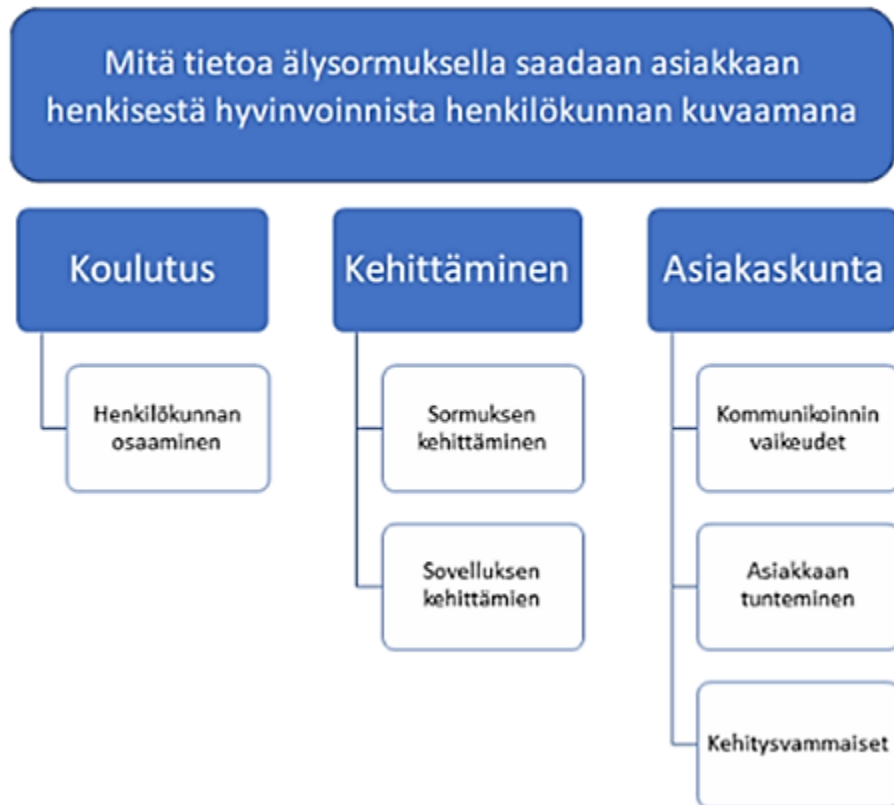 Mitä tietoa älysormuksella saadaan asiakkaan
henkisestä hyvinvoinnista henkilökunnan kuvaamana
Koulutus
Henkilökunnan
osaaminen
Kehittäminen
Sormuksen
kehittäminen
Sovelluksen
kehittämien
Asiakaskunta
Kommunikoinnin
vaikeudet
Asiakkaan
tunteminen
Kehitysvammaiset